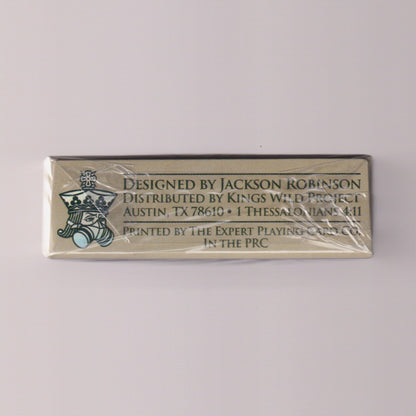 Designed by Jackson Robinson
Distributed by Kings Wild Project
Austin, TX 78610 • 1 Thessalonians 4:11
Printed by The Expert Playing Card Co.
In the PRC